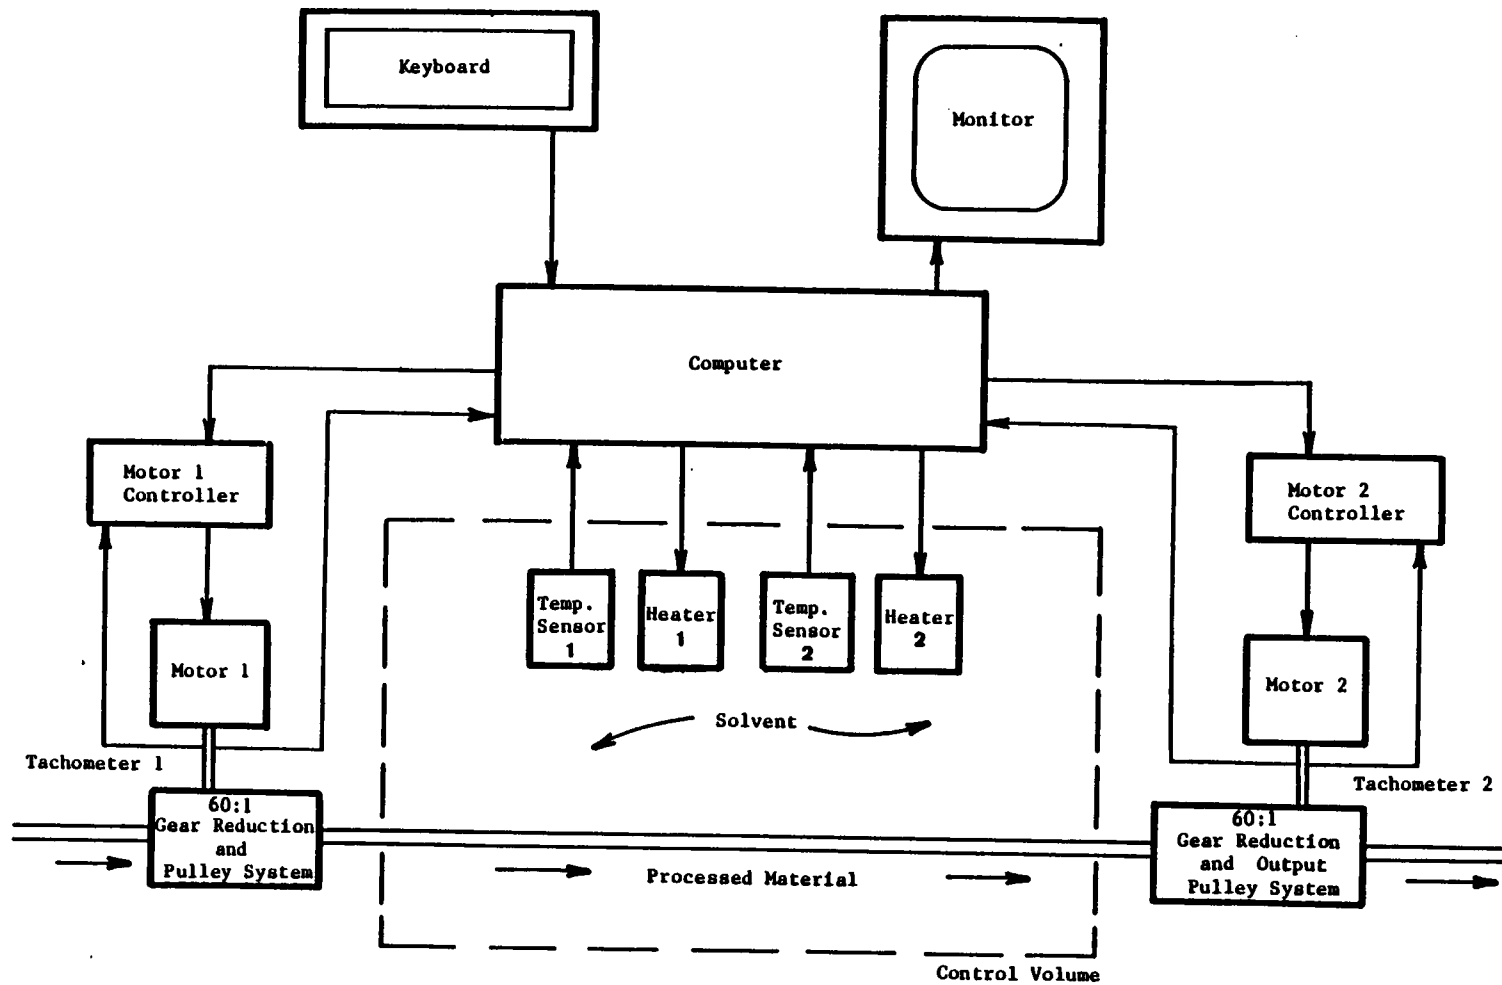 Keyboard
Monitor
Computer
Motor 1
Controller
Motor 2
Controller
Temp.
Sensor
1
Heater
1
Temp.
Sensor
2
Heater
2
Motor 1
Motor 2
Solvent
Tachometer 1
Tachometer 2
60:1
Gear Reduction
and
Pulley System
60:1
Gear Reduction
and Output
Pulley System
Processed Material
Control Volume